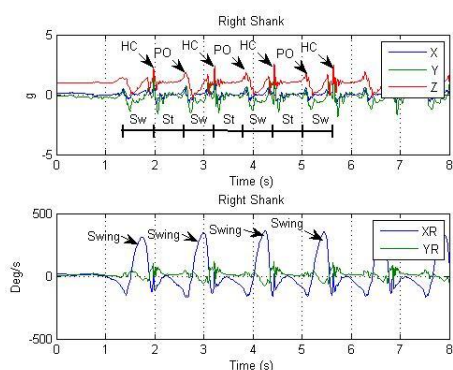 Right Shank
HC PO HC PO HC PO HC
X
Y
Z
5
0
-5
g
Sw St Sw St Sw St Sw
0 1 2 3 4 5 6 7 8
Time (s)
Right Shank
Swing Swing Swing Swing
XR
YR
500
0
-500
Deg/s
0 1 2 3 4 5 6 7 8
Time (s)